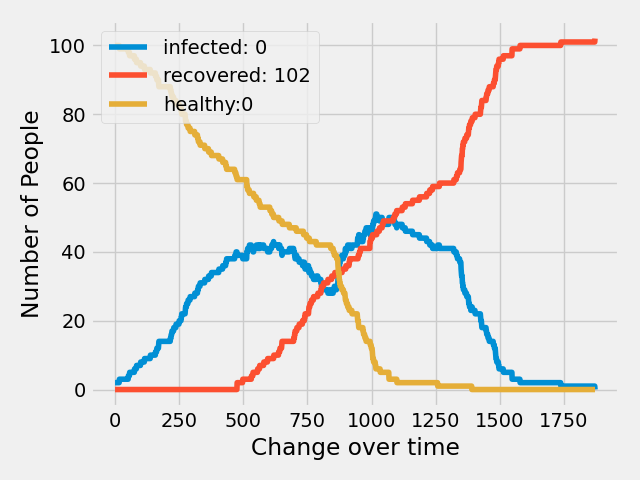 infected: 0
recovered: 102
healthy:0
Number of People
100
80
60
40
20
0
0 250 500 750 1000 1250 1500 1750
Change over time